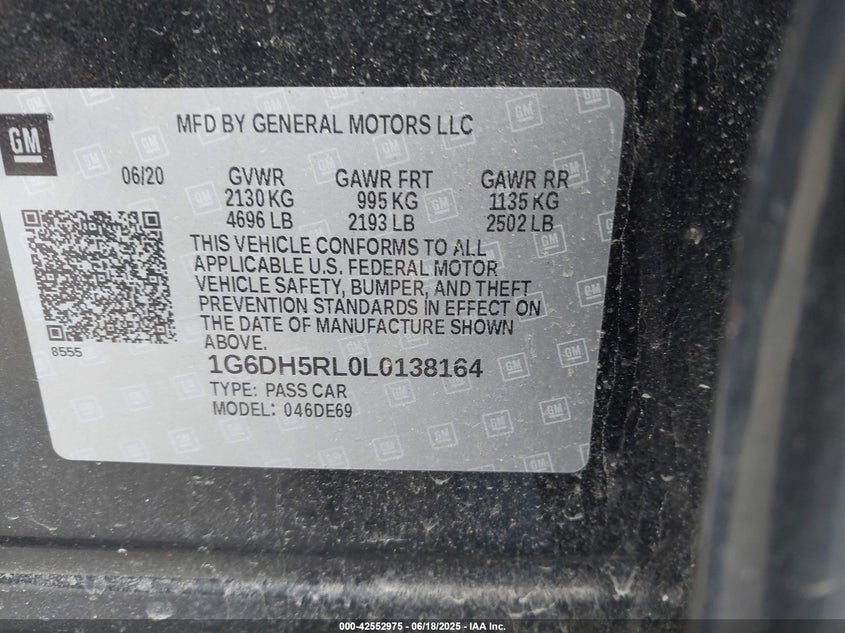 GM
MFD BY GENERAL MOTORS LLC
06/20 GVWR GAWR FRT GAWR RR
2130 KG 995 KG 1135 KG
4696 LB 2193 LB 2502 LB
THIS VEHICLE CONFORMS TO ALL
APPLICABLE U.S. FEDERAL MOTOR
VEHICLE SAFETY, BUMPER, AND THEFT
PREVENTION STANDARDS IN EFFECT ON
THE DATE OF MANUFACTURE SHOWN
ABOVE.
8555
1G6DH5RL0L0138164
TYPE: PASS CAR
MODEL: 046DE69
000-42552975 - 06/18/2025 - IAA Inc.